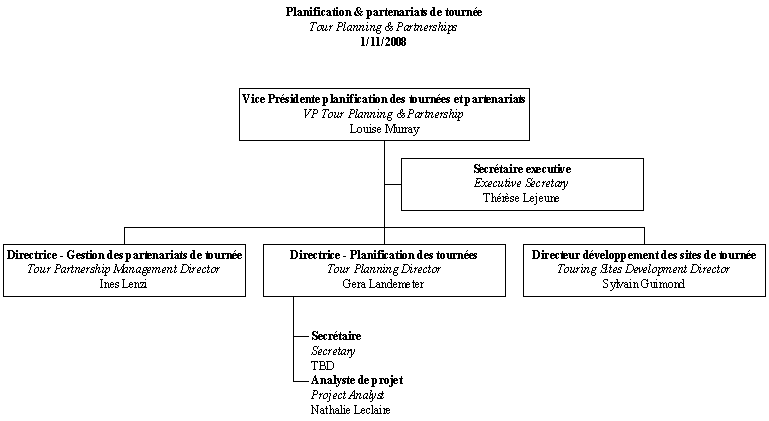 Planification & partenariats de tournée
Tour Planning & Partnerships
1/11/2008
Vice Présidente planification des tournées et partenariats
VP Tour Planning & Partnership
Louise Murray
Secrétaire executive
Executive Secretary
Thérèse Lejeune
Directrice - Gestion des partenariats de tournée
Tour Partnership Management Director
Ines Lenzi
Directrice - Planification des tournées
Tour Planning Director
Gera Landemeter
Directeur développement des sites de tournée
Touring Sites Development Director
Sylvain Guimond
Secrétaire
Secretary
TBD
Analyste de projet
Project Analyst
Nathalie Leclaire